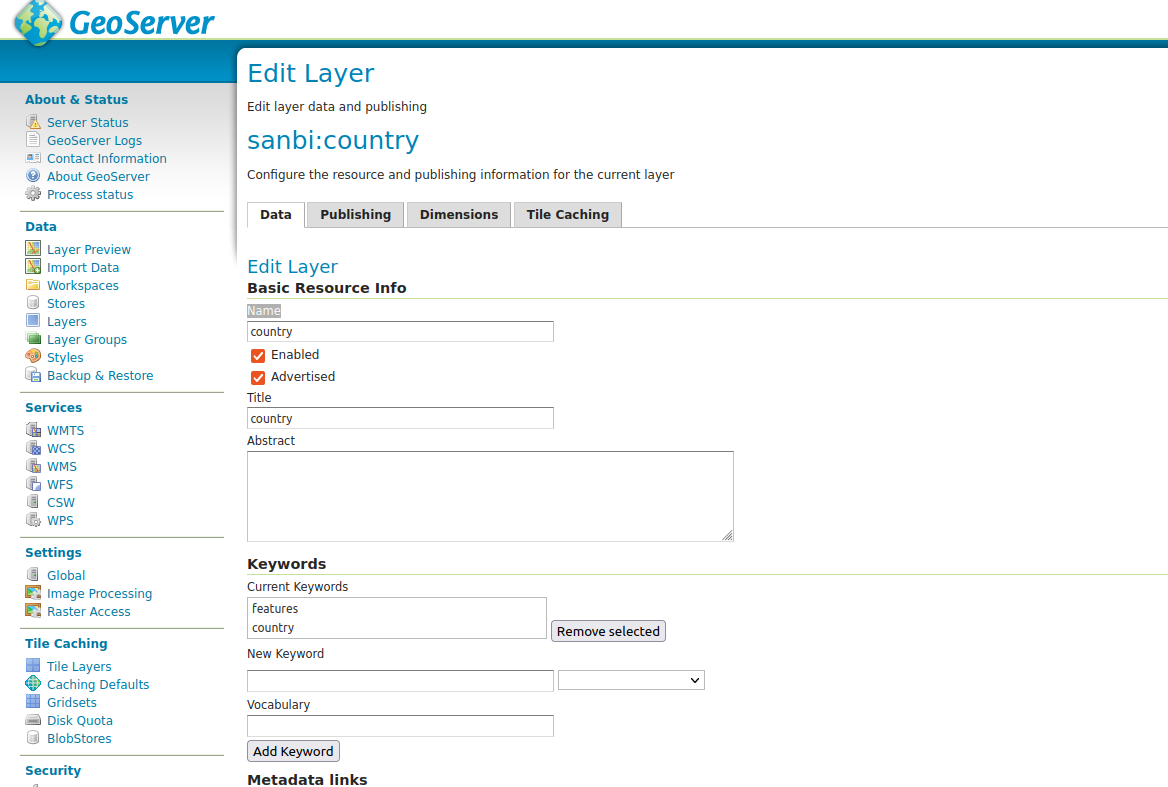 GeoServer
About & Status
Server Status
GeoServer Logs
Contact Information
About GeoServer
Process status
Data
Layer Preview
Import Data
Workspaces
Stores
Layers
Layer Groups
Styles
Backup & Restore
Services
WMTS
WCS
WMS
WFS
CSW
WPS
Settings
Global
Image Processing
Raster Access
Tile Caching
Tile Layers
Caching Defaults
Gridsets
Disk Quota
BlobStores
Security
Edit Layer
Edit layer data and publishing
sanbi:country
Configure the resource and publishing information for the current layer
Data Publishing Dimensions Tile Caching
Edit Layer
Basic Resource Info
Name
country
Enabled
Advertised
Title
country
Abstract
Keywords
Current Keywords
features
country
Remove selected
New Keyword
Vocabulary
Add Keyword
Metadata links